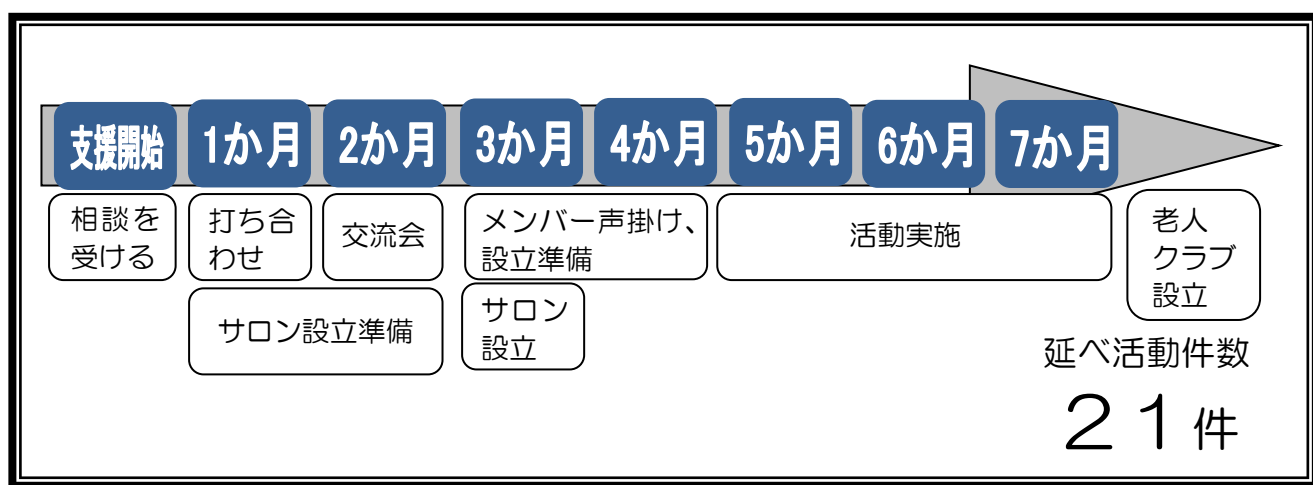 支援開始
1か月
2か月
3か月
4か月
5か月
6か月
7か月
相談を
受ける
打ち合
わせ
交流会
メンバー声掛け、
設立準備
活動実施
老人
クラブ
設立
サロン設立準備
サロン
設立
延べ活動件数
２１件